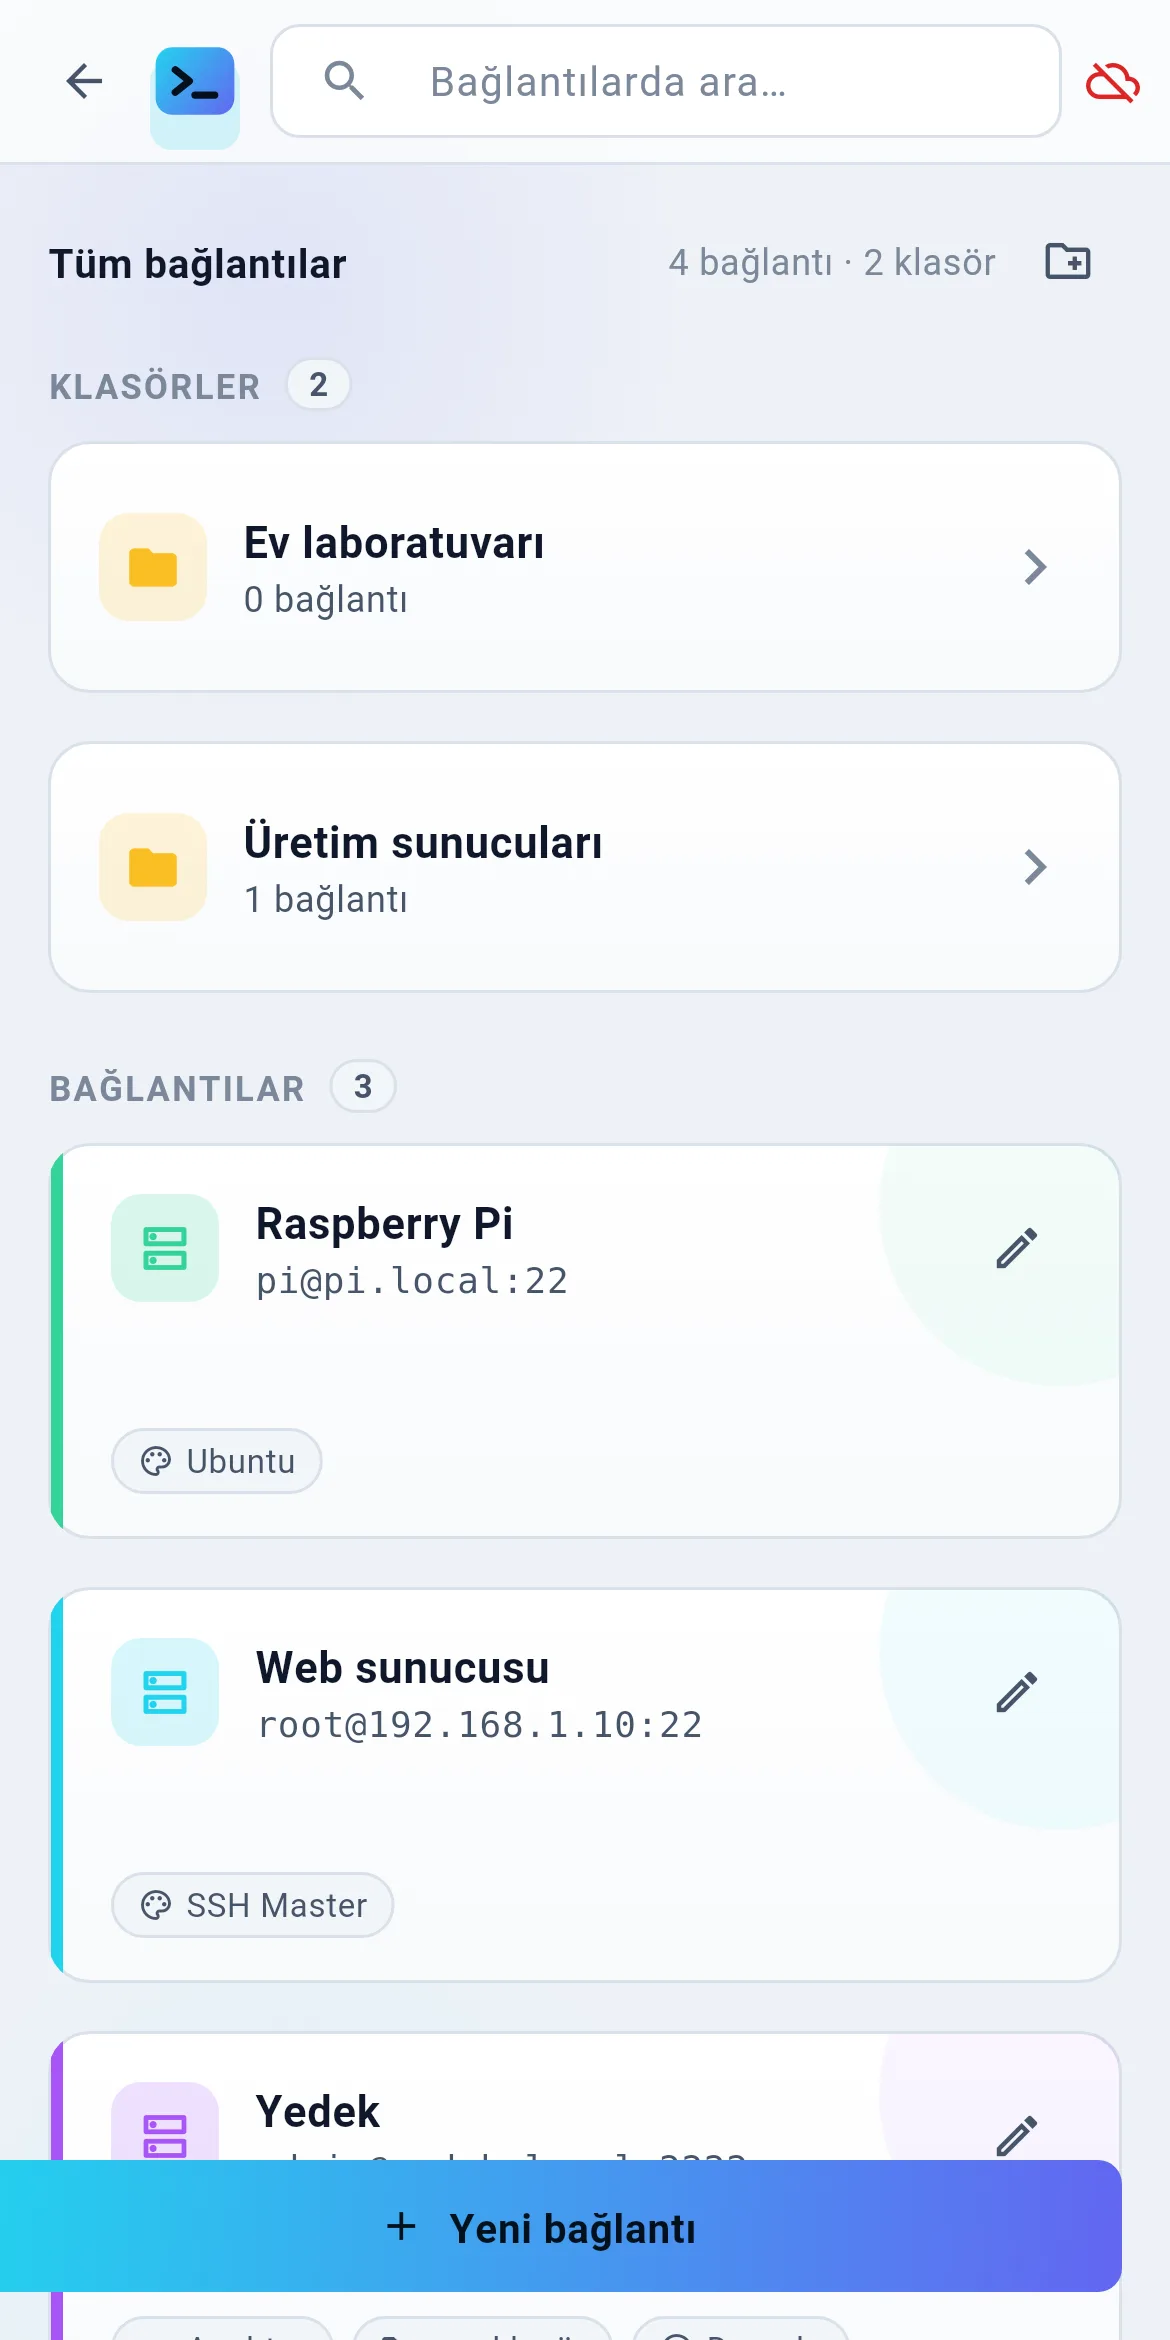 Bağlantılarda ara...
Tüm bağlantılar
4 bağlantı · 2 klasör
KLASÖRLER 2
Ev laboratuvarı
0 bağlantı
Üretim sunucuları
1 bağlantı
BAĞLANTILAR 3
Raspberry Pi
pi@pi.local:22
Ubuntu
Web sunucusu
root@192.168.1.10:22
SSH Master
Yedek
Yeni bağlantı